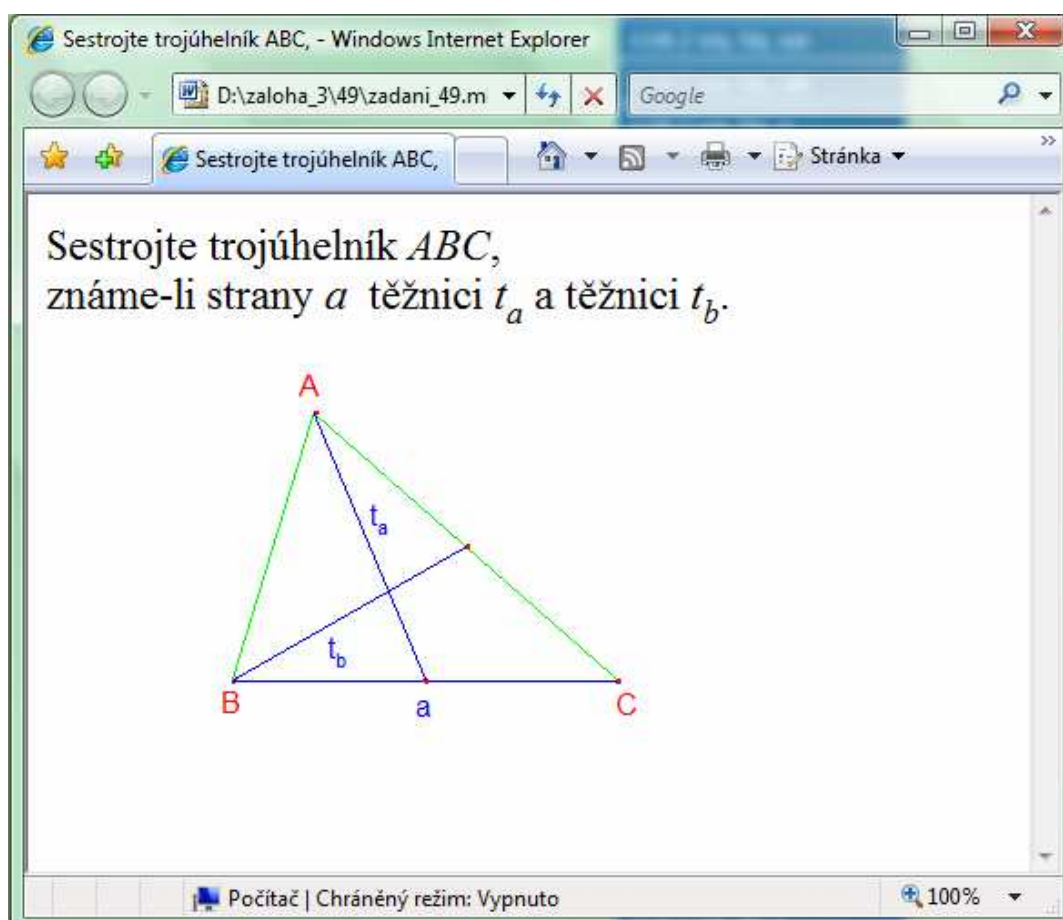 Sestrojte trojúhelník ABC, - Windows Internet Explorer
D:\zaloha_3\49\zadani_49.m
Google
Sestrojte trojúhelník ABC,
Stránka
Sestrojte trojúhelník ABC,
známe-li strany a těžnici ta a těžnici tb.
A
ta
tb
B
a
C
Počítač | Chráněný režim: Vypnuto
100%